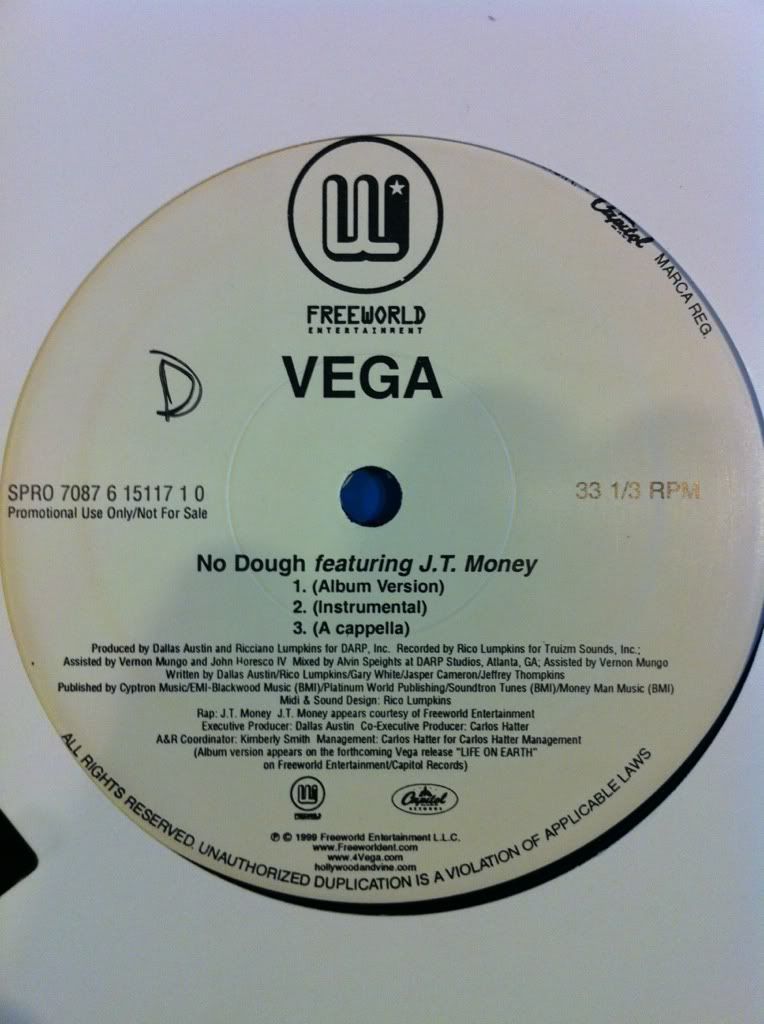 FREEWORLD
ENTERTAINMENT
Capitol
MARCA REG.
VEGA
D
SPRO 7087 6 15117 1 0
Promotional Use Only/Not For Sale
33 1/3 RPM
No Dough featuring J.T. Money
1. (Album Version)
2. (Instrumental)
3. (A cappella)
Produced by Dallas Austin and Ricciano Lumpkins for DARP, Inc. Recorded by Rico Lumpkins for Truizm Sounds, Inc.;
Assisted by Vernon Mungo and John Horesco IV Mixed by Alvin Speights at DARP Studios, Atlanta, GA; Assisted by Vernon Mungo
Written by Dallas Austin/Rico Lumpkins/Gary White/Jasper Cameron/Jeffrey Thompkins
Published by Cyptron Music/EMI-Blackwood Music (BMI)/Platinum World Publishing/Soundtron Tunes (BMI)/Money Man Music (BMI)
Midi & Sound Design: Rico Lumpkins
Rap: J.T. Money J.T. Money appears courtesy of Freeworld Entertainment
Executive Producer: Dallas Austin Co-Executive Producer: Carlos Hatter
A&R Coordinator: Kimberly Smith Management: Carlos Hatter for Carlos Hatter Management
(Album version appears on the forthcoming Vega release "LIFE ON EARTH"
on Freeworld Entertainment/Capitol Records)
Capitol
RECORDS
℗ © 1999 Freeworld Entertainment L.L.C.
www.Freeworldent.com
www.4Vega.com
hollywoodandvine.com
ALL RIGHTS RESERVED. UNAUTHORIZED DUPLICATION IS A VIOLATION OF APPLICABLE LAWS